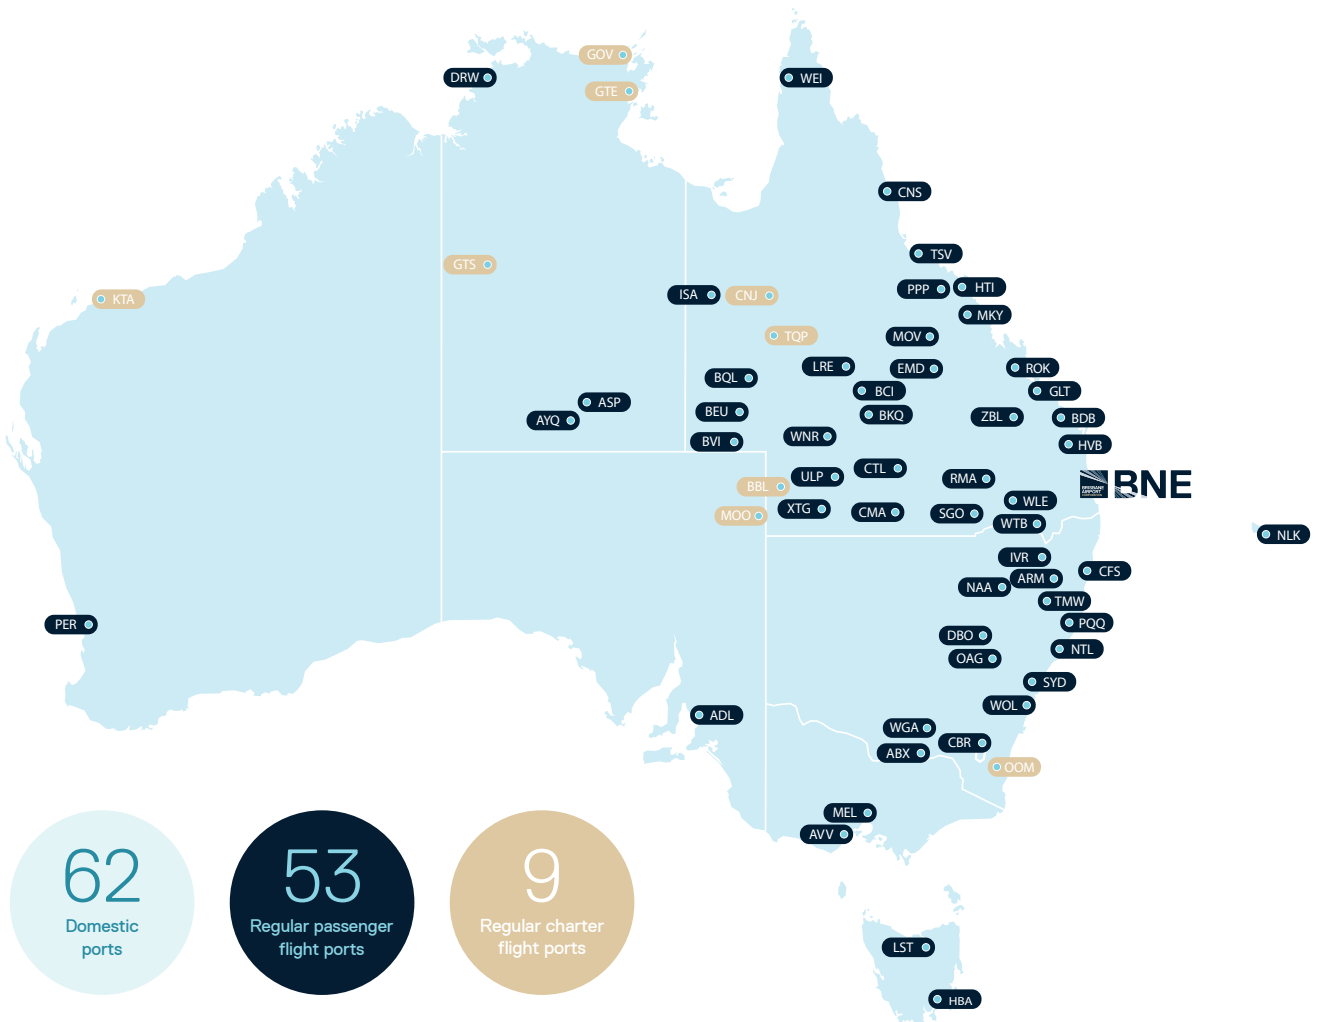 GOV
DRW
WEI
GTE
CNS
TSV
GTS
HTI
PPP
ISA
CNJ
KTA
MKY
TQP
MOV
LRE
EMD
ROK
BQL
BCI
GLT
ASP
BEU
BKQ
ZBL
BDB
AYQ
WNR
BVI
HVB
CTL
ULP
RMA
BRISBANE
AIRPORT
CORPORATION
BNE
BBL
WLE
XTG
CMA
SGO
MOO
WTB
NLK
IVR
CFS
ARM
NAA
TMW
PQQ
PER
DBO
NTL
OAG
SYD
WOL
ADL
WGA
CBR
ABX
OOM
MEL
AVV
62
Domestic
ports
53
Regular passenger
flight ports
9
Regular charter
flight ports
LST
HBA